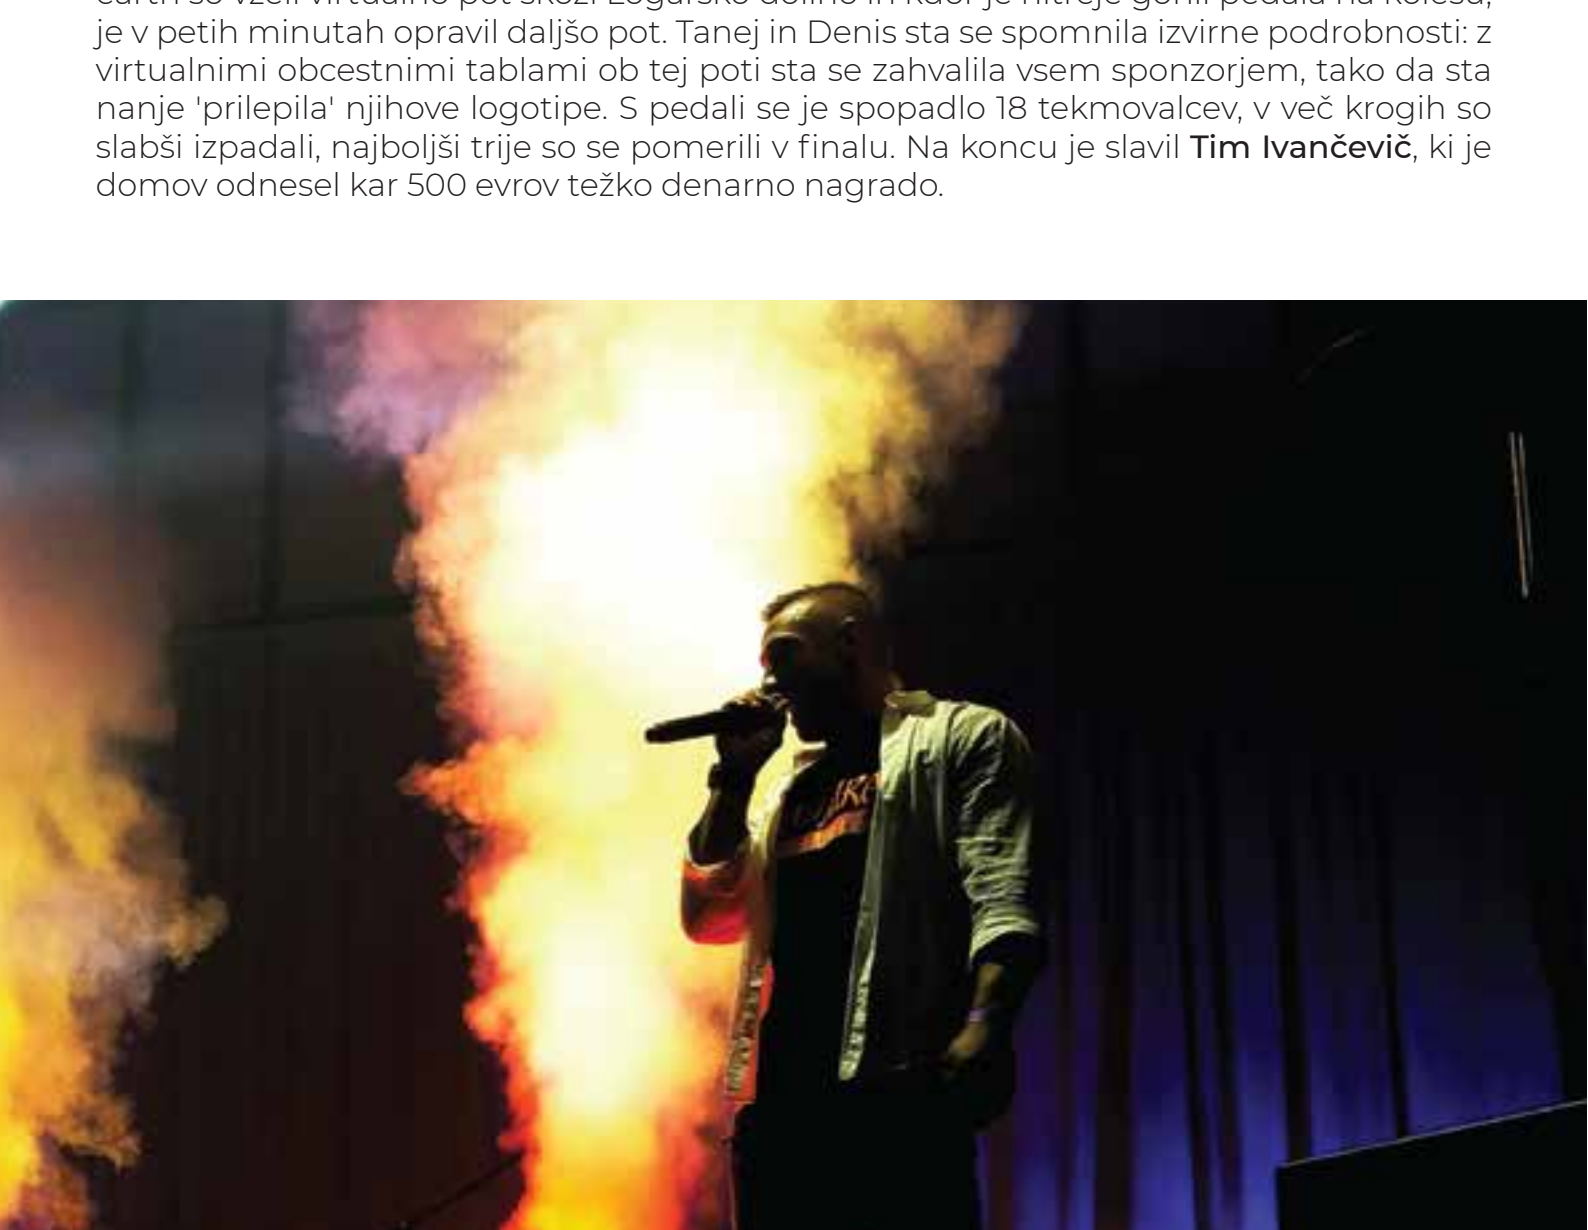 je v petih minutah opravil daljšo pot. Tanej in Denis sta se spomnila izvirne podrobnosti: z
virtualnimi obcestnimi tablami ob tej poti sta se zahvalila vsem sponzorjem, tako da sta
nanje 'prilepila' njihove logotipe. S pedali se je spopadlo 18 tekmovalcev, v več krogih so
slabši izpadali, najboljši trije so se pomerili v finalu. Na koncu je slavil Tim Ivančevič, ki je
domov odnesel kar 500 evrov težko denarno nagrado.